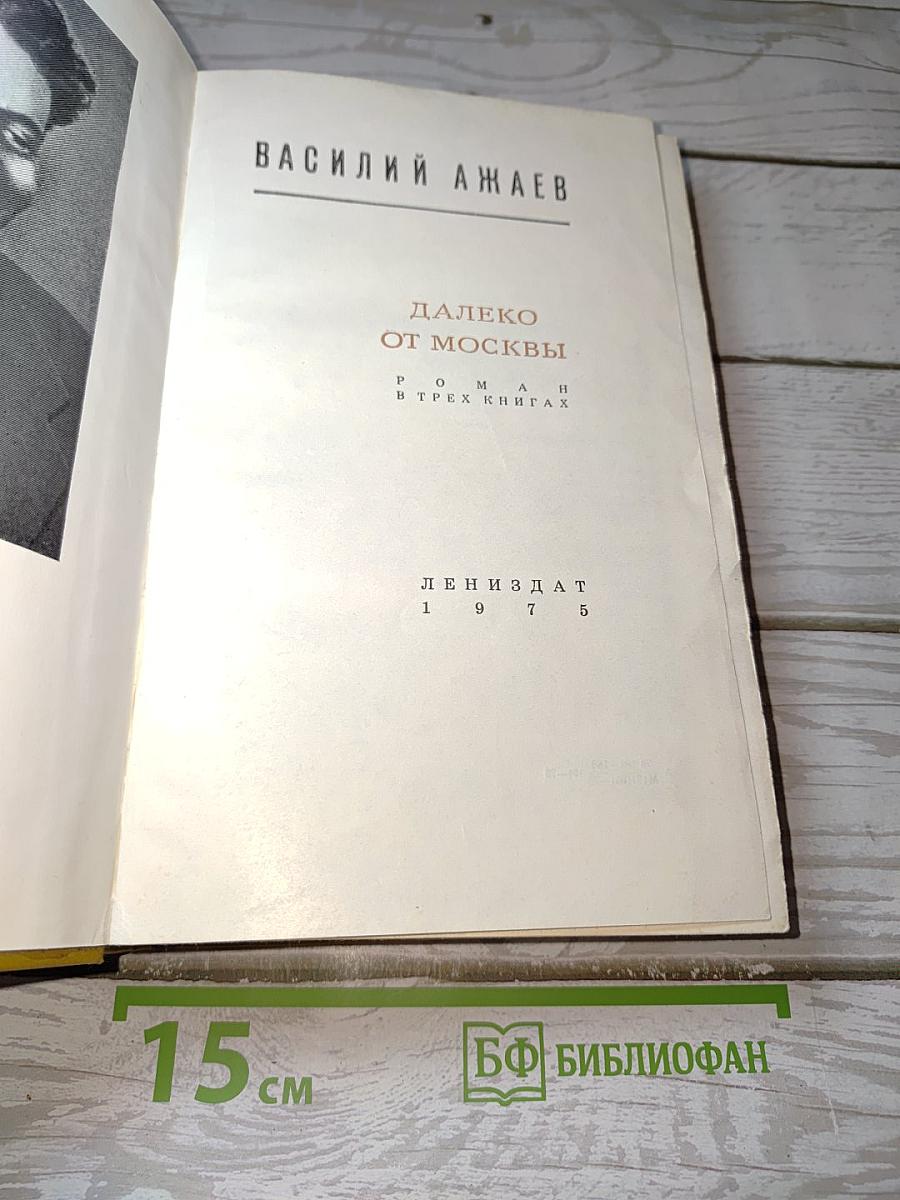 ВАСИЛИЙ АЖАЕВ
ДАЛЕКО
ОТ МОСКВЫ
РОМАН
В ТРЕХ КНИГАХ
ЛЕНИЗДАТ
1975
15 см
БФ БИБЛИОФАН